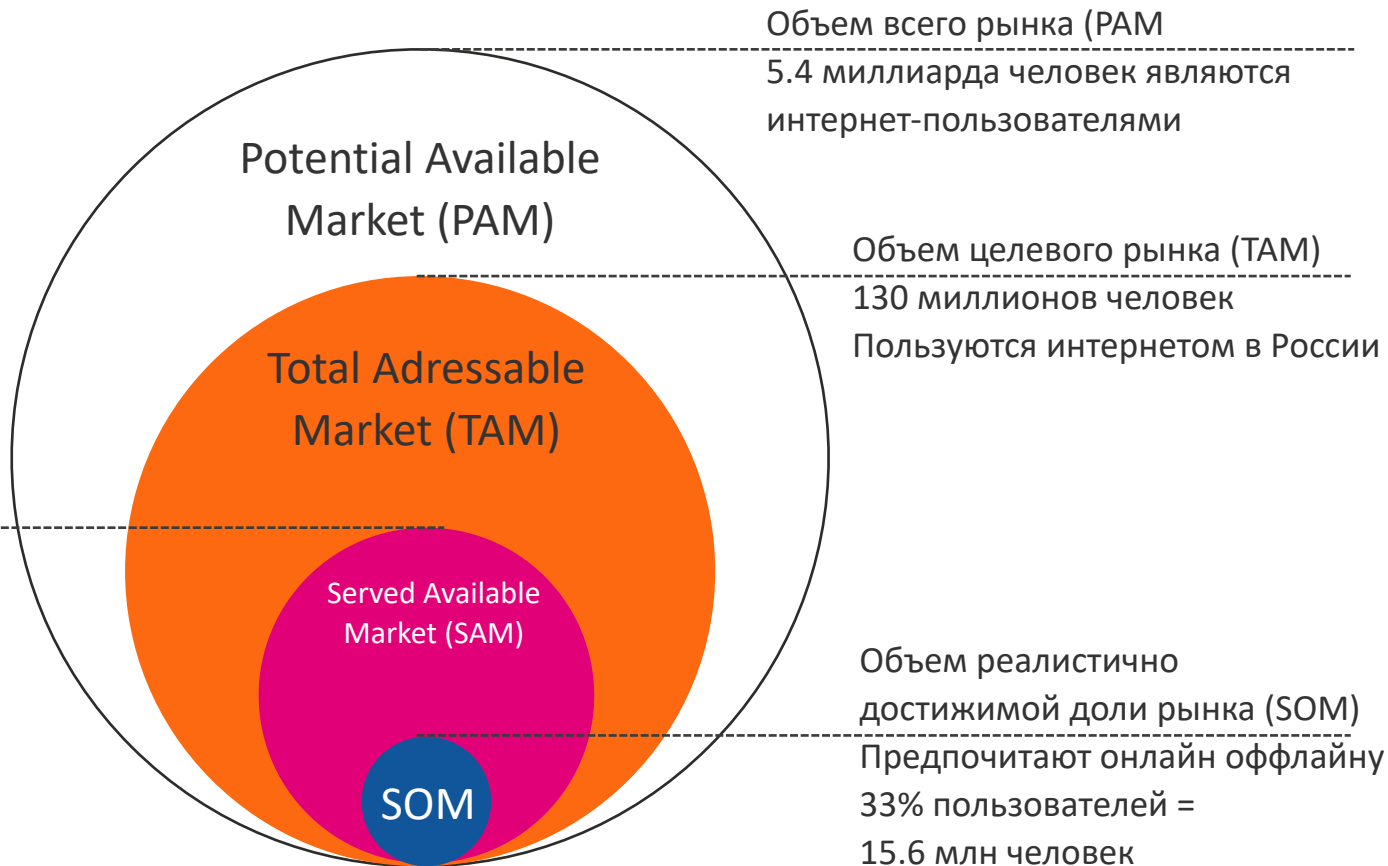 Объем всего рынка (PAM
5.4 миллиарда человек являются
интернет-пользователями
Potential Available
Market (PAM)
Объем целевого рынка (TAM)
130 миллионов человек
Пользуются интернетом в России
Total Adressable
Market (TAM)
Served Available
Market (SAM)
Объем реалистично
достижимой доли рынка (SOM)
Предпочитают онлайн оффлайну
33% пользователей =
15.6 млн человек
SOM